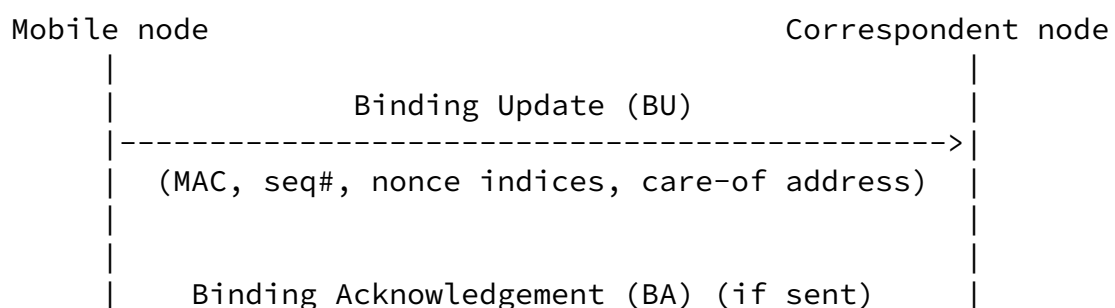 Mobile node Correspondent node
Binding Update (BU)
(MAC, seq#, nonce indices, care-of address)
Binding Acknowledgement (BA) (if sent)